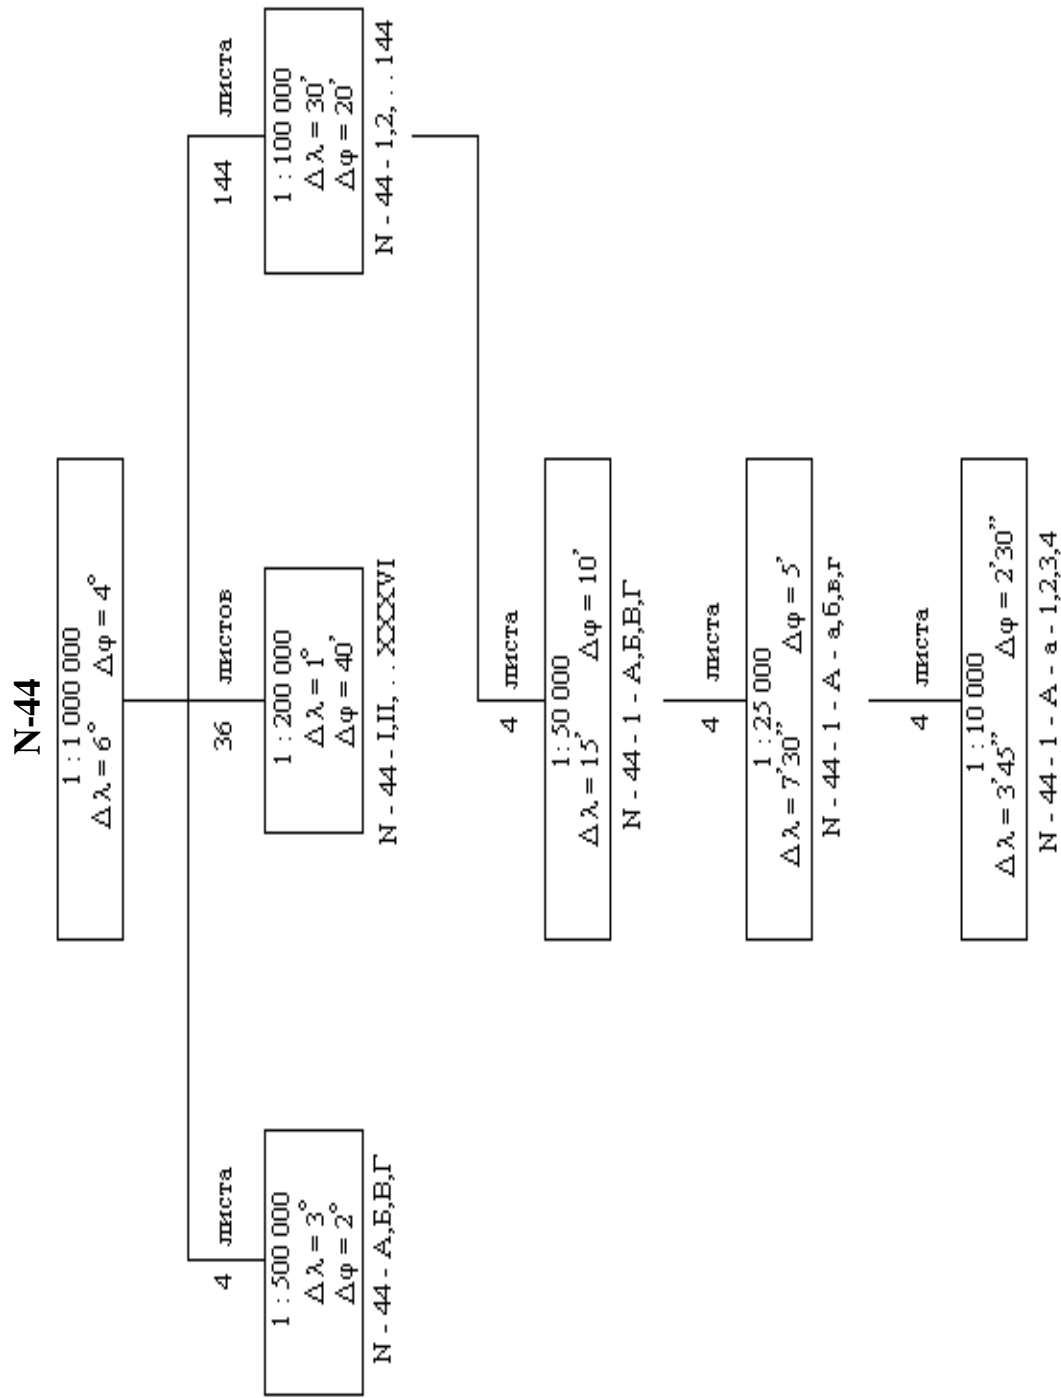 N-44
1 : 1 000 000
Δλ = 6° Δφ = 4°
4 листа
36 листов
144 листа
1 : 500 000
Δλ = 3°
Δφ = 2°
N - 44 - А,Б,В,Г
1 : 200 000
Δλ = 1°
Δφ = 40’
N - 44 - I,II, . . XXXVI
1 : 100 000
Δλ = 30’
Δφ = 20’
N - 44 - 1,2, . . 144
4 листа
1 : 50 000
Δλ = 15’ Δφ = 10’
N - 44 - 1 - А,Б,В,Г
4 листа
1 : 25 000
Δλ = 7’30” Δφ = 5’
N - 44 - 1 - А - а,б,в,г
4 листа
1 : 10 000
Δλ = 3’45” Δφ = 2’30”
N - 44 - 1 - А - а - 1,2,3,4